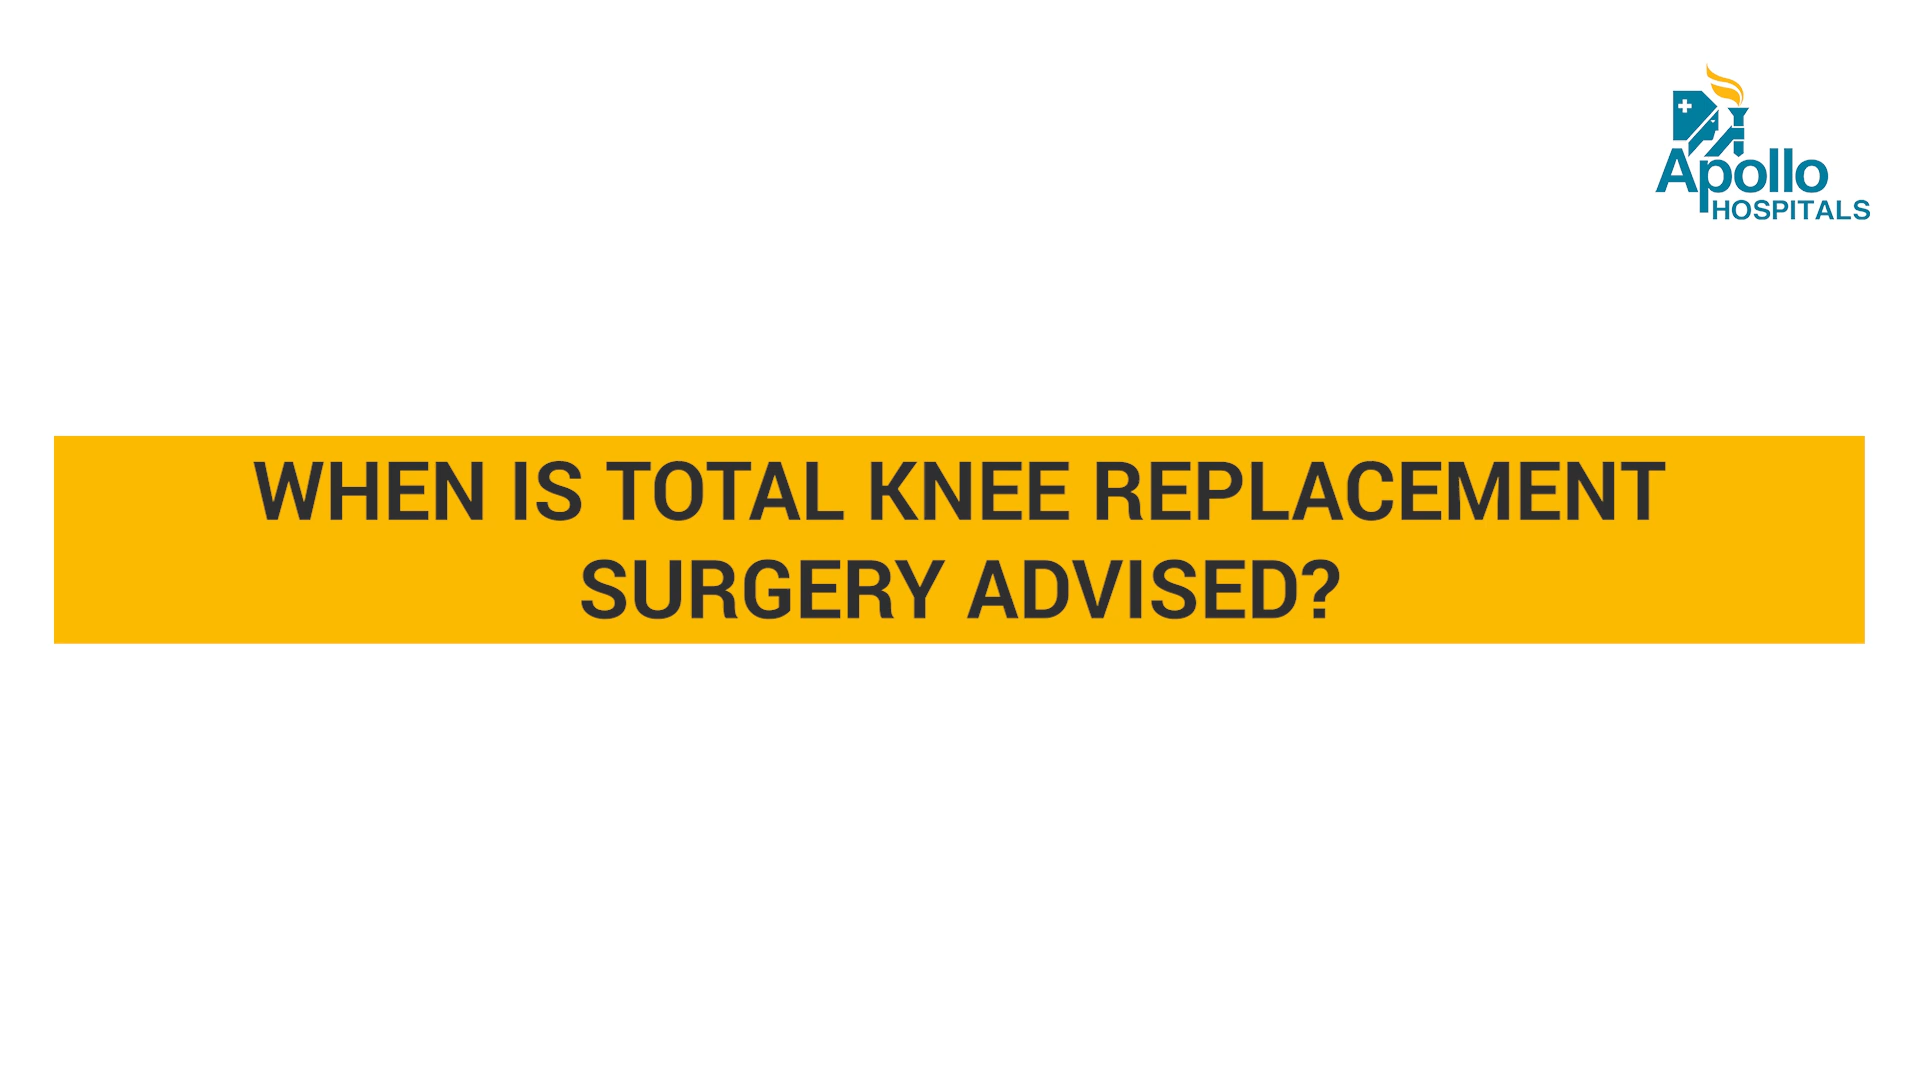 Apollo
HOSPITALS
WHEN IS TOTAL KNEE REPLACEMENT
SURGERY ADVISED?